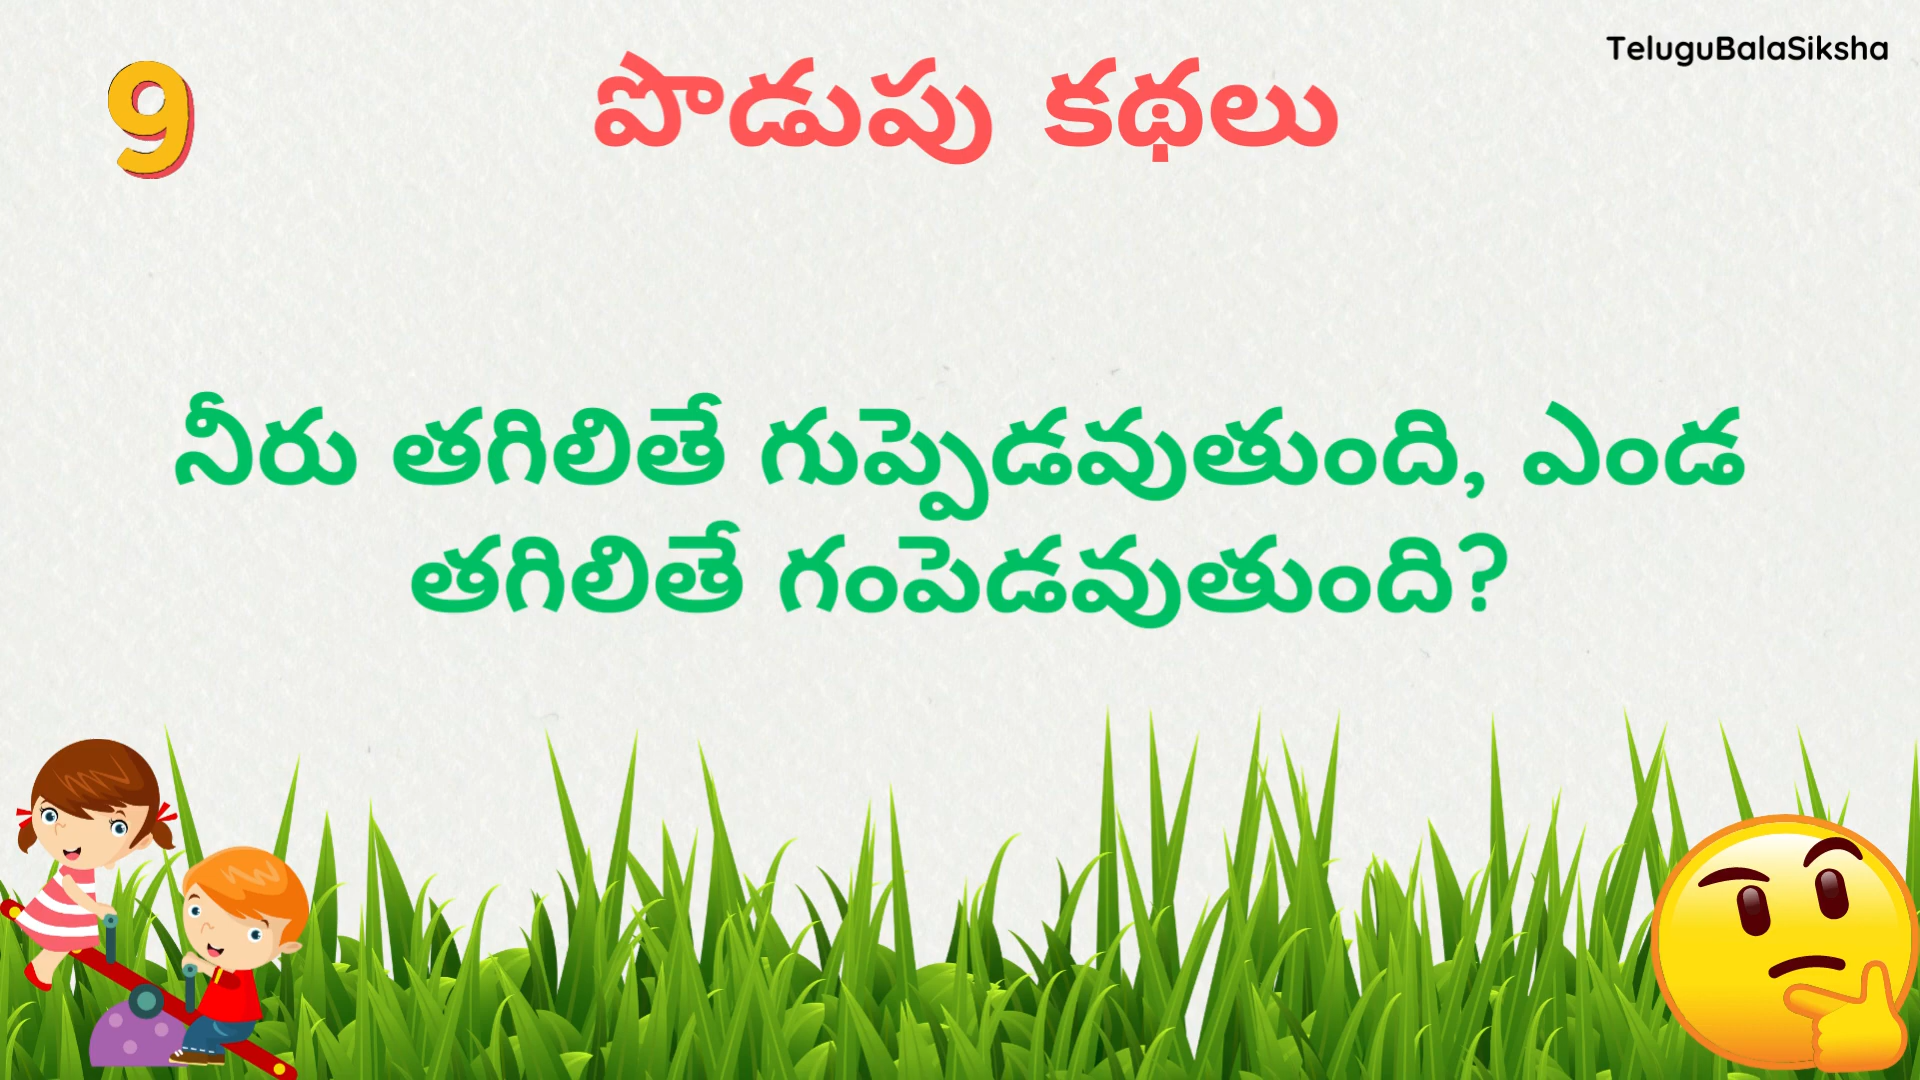 TeluguBalaSiksha
9
పొడుపు కథలు
నీరు తగిలితే గుప్పెడవుతుంది, ఎండ
తగిలితే గంపెడవుతుంది?